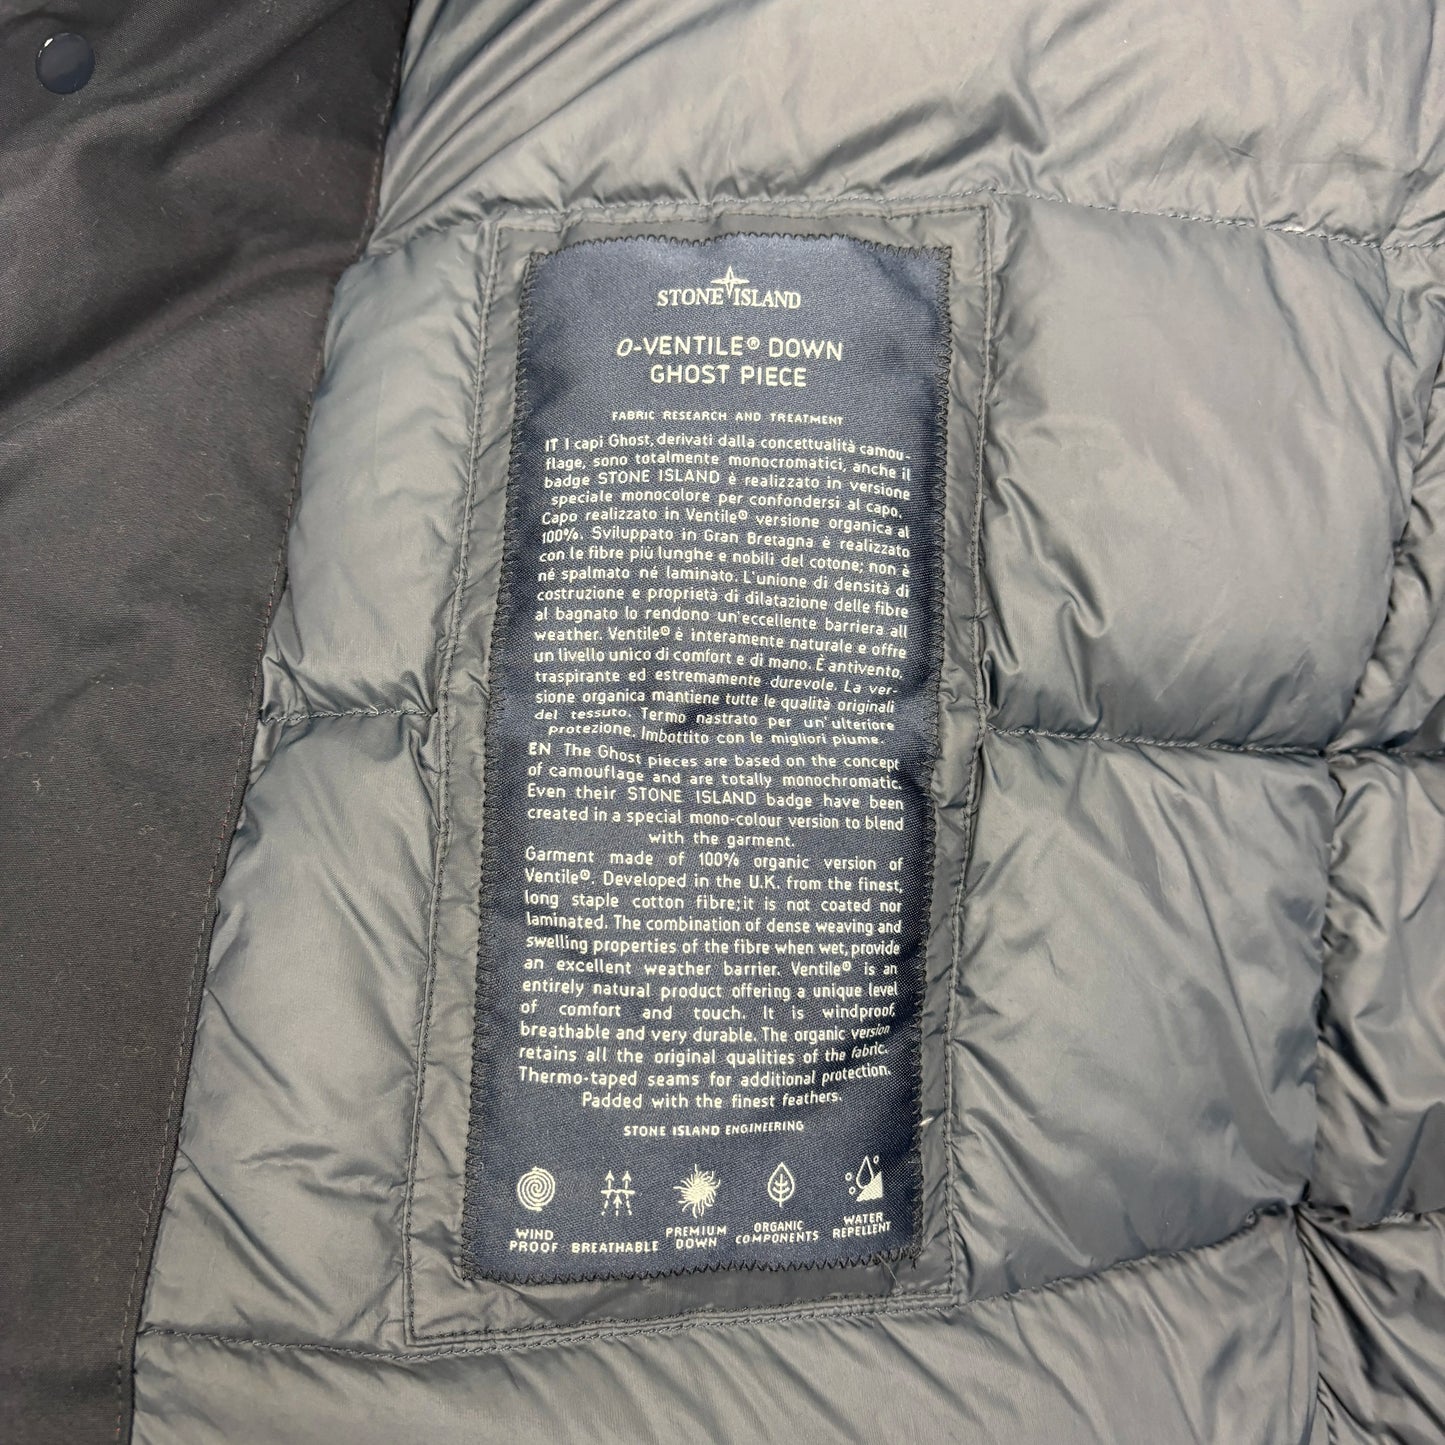 STONE ISLAND
O-VENTILE® DOWN
GHOST PIECE
FABRIC RESEARCH AND TREATMENT
IT I capi Ghost, derivati dalla concettualità camou-
flage, sono totalmente monocromatici, anche il
badge STONE ISLAND è realizzato in versione
speciale monocolore per confondersi al capo.
Capo realizzato in Ventile® versione organica al
100%. Sviluppato in Gran Bretagna è realizzato
con le fibre più lunghe e nobili del cotone; non è
né spalmato né laminato. L'unione di densità di
costruzione e proprietà di dilatazione delle fibre
al bagnato lo rendono un'eccellente barriera all
weather. Ventile® è interamente naturale e offre
un livello unico di comfort e di mano. È antivento,
traspirante ed estremamente durevole. La ver-
sione organica mantiene tutte le qualità originali
del tessuto. Termo nastrato per un'ulteriore
protezione. Imbottito con le migliori piume.
EN The Ghost pieces are based on the concept
of camouflage and are totally monochromatic.
Even their STONE ISLAND badge have been
created in a special mono-colour version to blend
with the garment.
Garment made of 100% organic version of
Ventile®. Developed in the U.K. from the finest,
long staple cotton fibre; it is not coated nor
laminated. The combination of dense weaving and
swelling properties of the fibre when wet, provide
an excellent weather barrier. Ventile® is an
entirely natural product offering a unique level
of comfort and touch. It is windproof,
breathable and very durable. The organic version
retains all the original qualities of the fabric.
Thermo-taped seams for additional protection.
Padded with the finest feathers.
STONE ISLAND ENGINEERING
WIND PROOF
BREATHABLE
PREMIUM DOWN
ORGANIC COMPONENTS
WATER REPELLENT